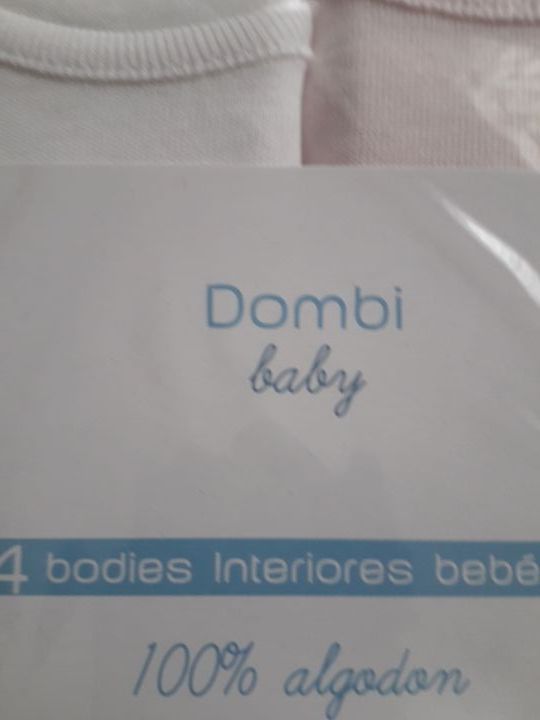 Dombi
baby
4 bodies Interiores bebé
100% algodon